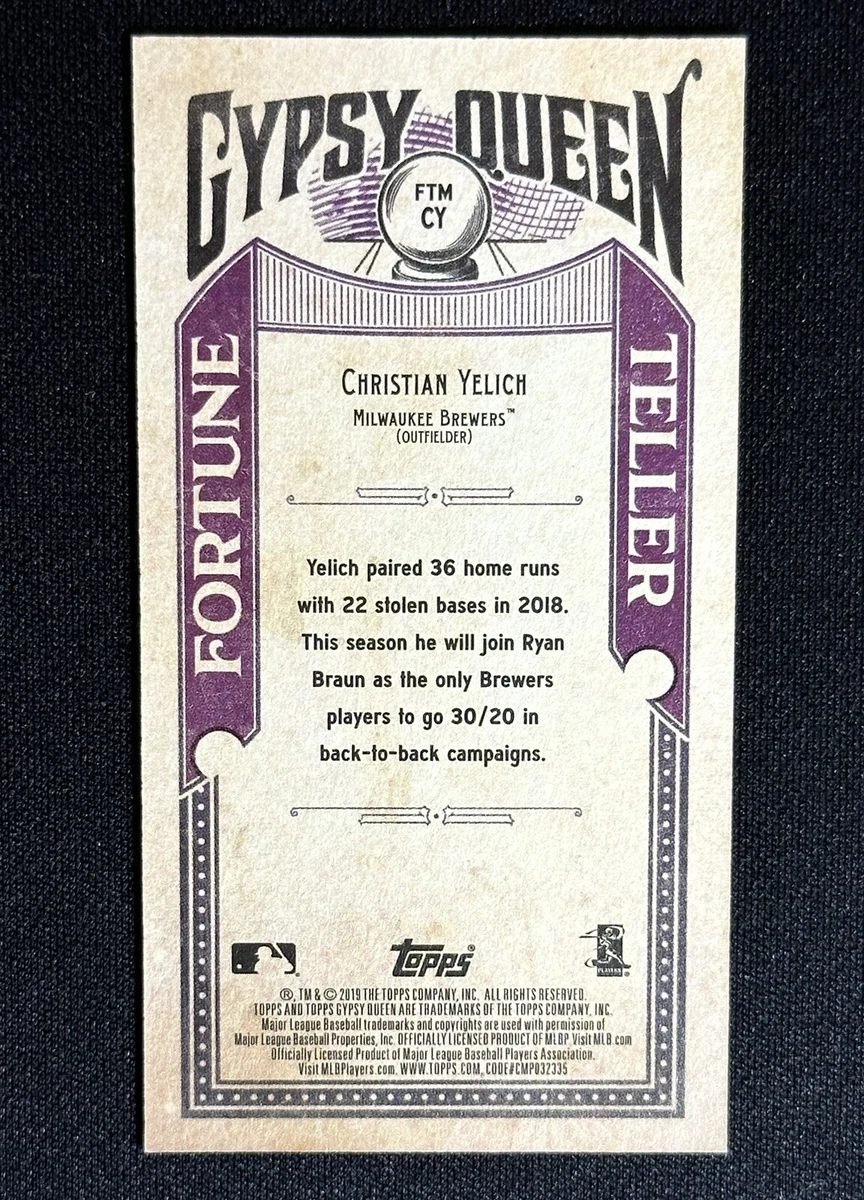 GYPSY QUEEN
FTM
CY
FORTUNE
TELLER
CHRISTIAN YELICH
MILWAUKEE BREWERS™
(OUTFIELDER)
Yelich paired 36 home runs
with 22 stolen bases in 2018.
This season he will join Ryan
Braun as the only Brewers
players to go 30/20 in
back-to-back campaigns.
topps®
PLAYERS
®, TM & © 2019 THE TOPPS COMPANY, INC. ALL RIGHTS RESERVED.
TOPPS AND TOPPS GYPSY QUEEN ARE TRADEMARKS OF THE TOPPS COMPANY, INC.
Major League Baseball trademarks and copyrights are used with permission of
Major League Baseball Properties, Inc. OFFICIALLY LICENSED PRODUCT OF MLBP Visit MLB.com
Officially Licensed Product of Major League Baseball Players Association.
Visit MLBPlayers.com. WWW.TOPPS.COM, CODE#CMP032335